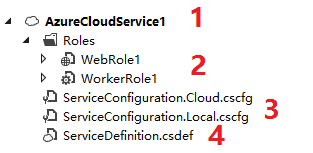 AzureCloudService1 1
Roles
WebRole1
WorkerRole1 2
ServiceConfiguration.Cloud.cscfg
ServiceConfiguration.Local.cscfg 3
ServiceDefinition.csdef 4